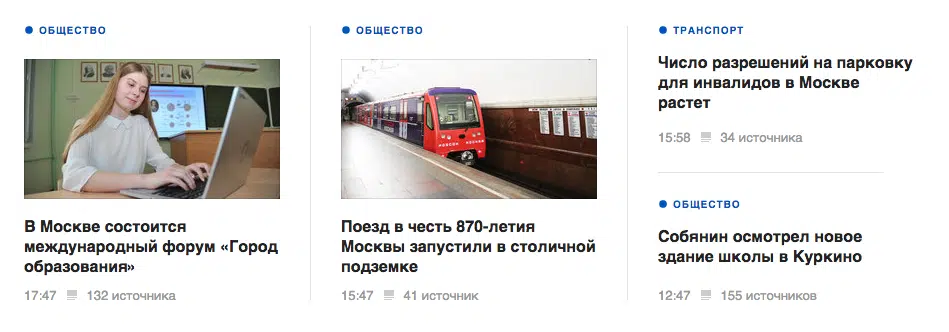 ОБЩЕСТВО
В Москве состоится
международный форум «Город
образования»
17:47 132 источника
ОБЩЕСТВО
Поезд в честь 870-летия
Москвы запустили в столичной
подземке
15:47 41 источник
ТРАНСПОРТ
Число разрешений на парковку
для инвалидов в Москве
растет
15:58 34 источника
ОБЩЕСТВО
Собянин осмотрел новое
здание школы в Куркино
12:47 155 источников